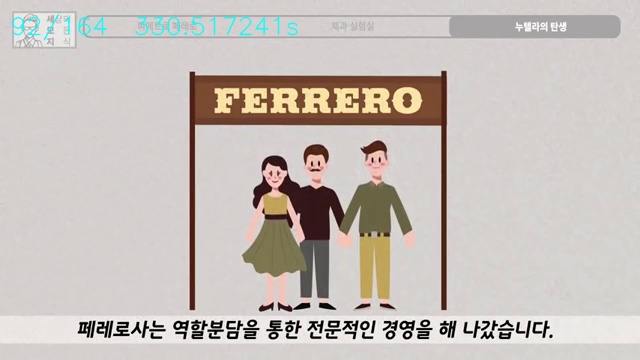 92/164 330.517241s
제과 실험실
누텔라의 탄생
FERRERO
페레로사는 역할분담을 통한 전문적인 경영을 해 나갔습니다.